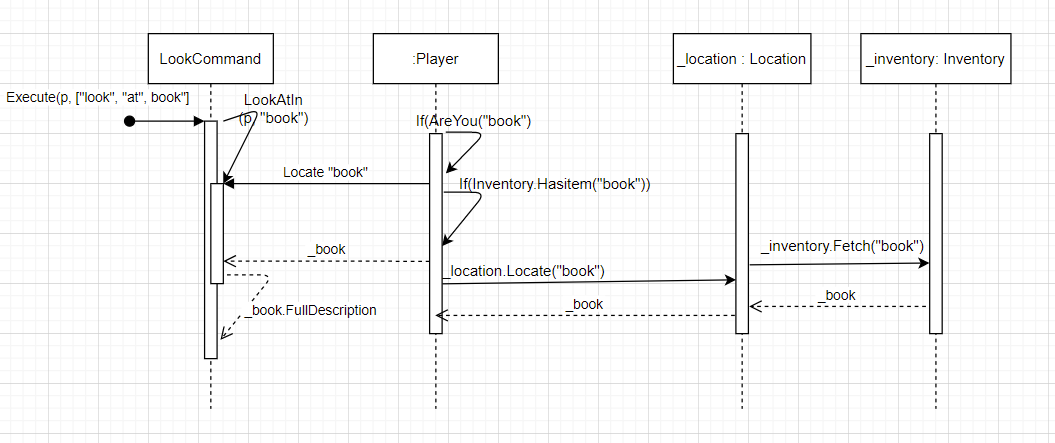 LookCommand
:Player
_location : Location
_inventory: Inventory
Execute(p, ["look", "at", book"]
LookAtIn
(p, "book")
If(AreYou("book")
Locate "book"
If(Inventory.Hasitem("book"))
_book
_location.Locate("book")
_inventory.Fetch("book")
_book
_book
_book.FullDescription